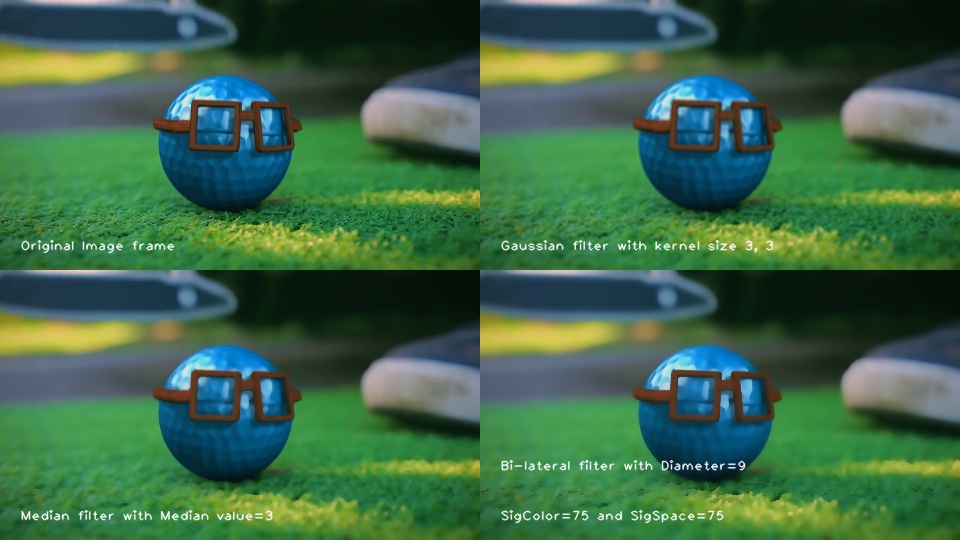 Original Image frame
Gaussian filter with kernel size 3, 3
Median filter with Median value=3
Bi-lateral filter with Diameter=9
SigColor=75 and SigSpace=75